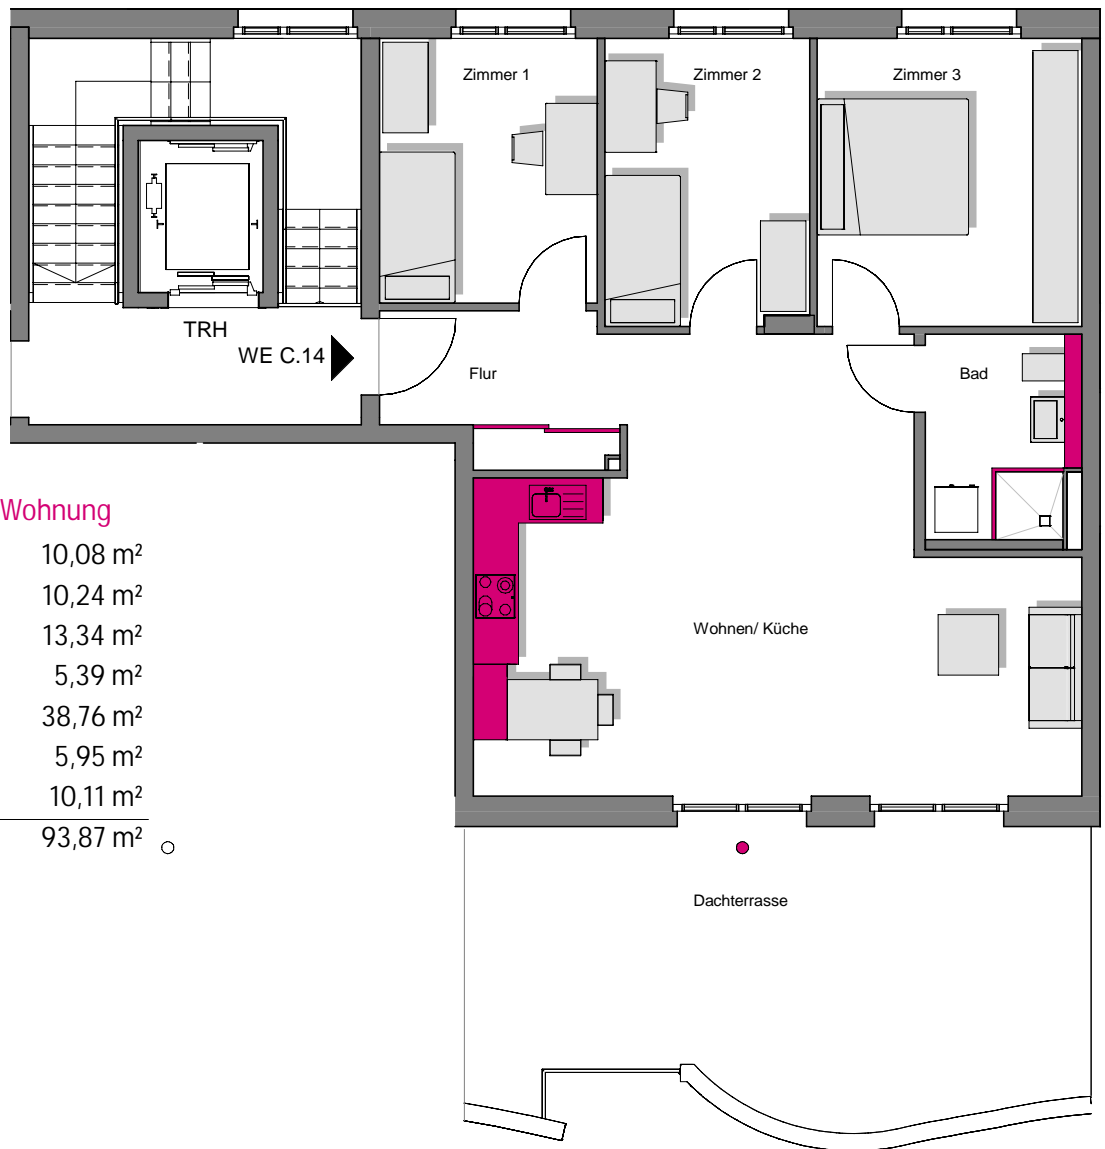 Zimmer 1
Zimmer 2
Zimmer 3
TRH
WE C.14
Flur
Bad
Wohnung
10,08 m²
10,24 m²
13,34 m²
5,39 m²
38,76 m²
5,95 m²
10,11 m²
93,87 m²
Wohnen/ Küche
Dachterrasse